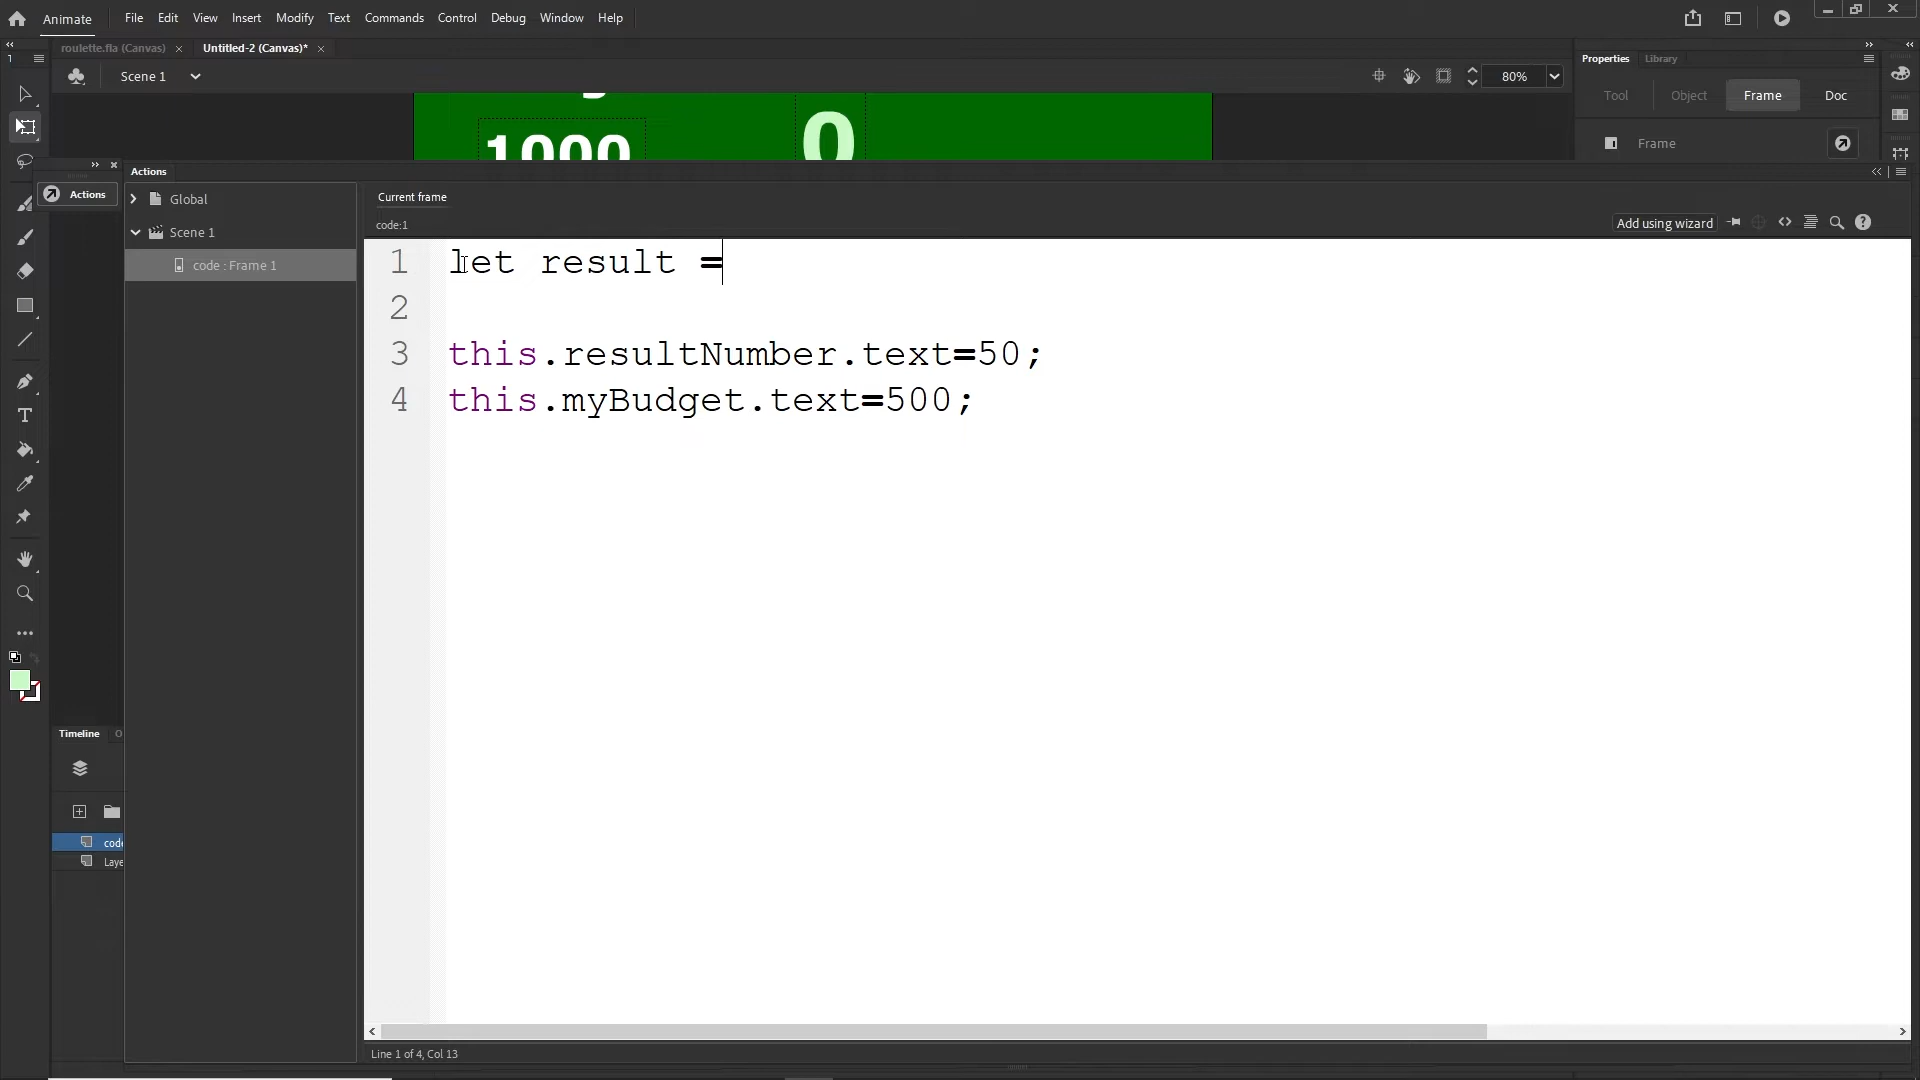 Animate File Edit View Insert Modify Text Commands Control Debug Window Help
roulette.fla (Canvas) Untitled-2 (Canvas)*
Scene 1 80%
Properties Library
Tool Object Frame Doc
Frame
1000 0
Actions
Actions
Global
Scene 1
code : Frame 1
Current frame
code:1
Add using wizard
1 let result =
2
3 this.resultNumber.text=50;
4 this.myBudget.text=500;
Timeline
code
Laye
Line 1 of 4, Col 13